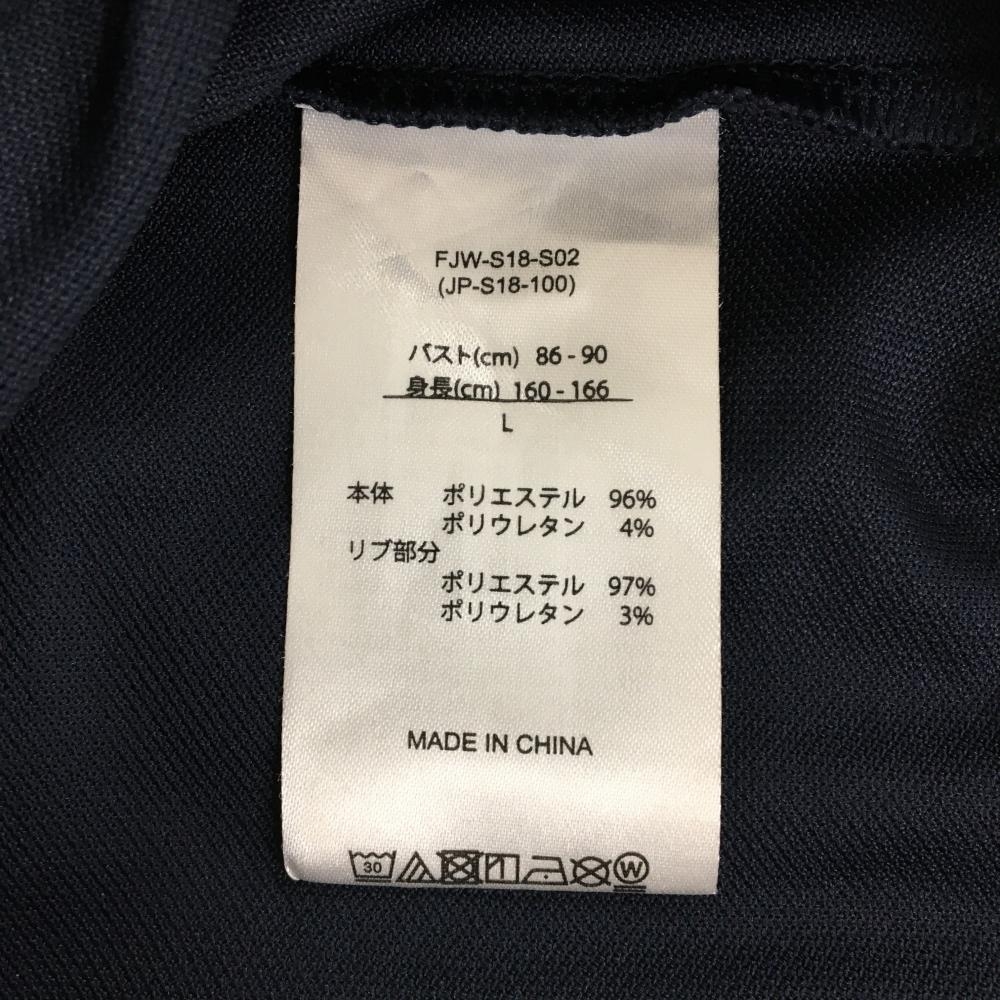 FJW-S18-S02
(JP-S18-100)
バスト(cm) 86 - 90
身長(cm) 160 - 166
L
本体 ポリエステル 96%
ポリウレタン 4%
リブ部分
ポリエステル 97%
ポリウレタン 3%
MADE IN CHINA
30 W